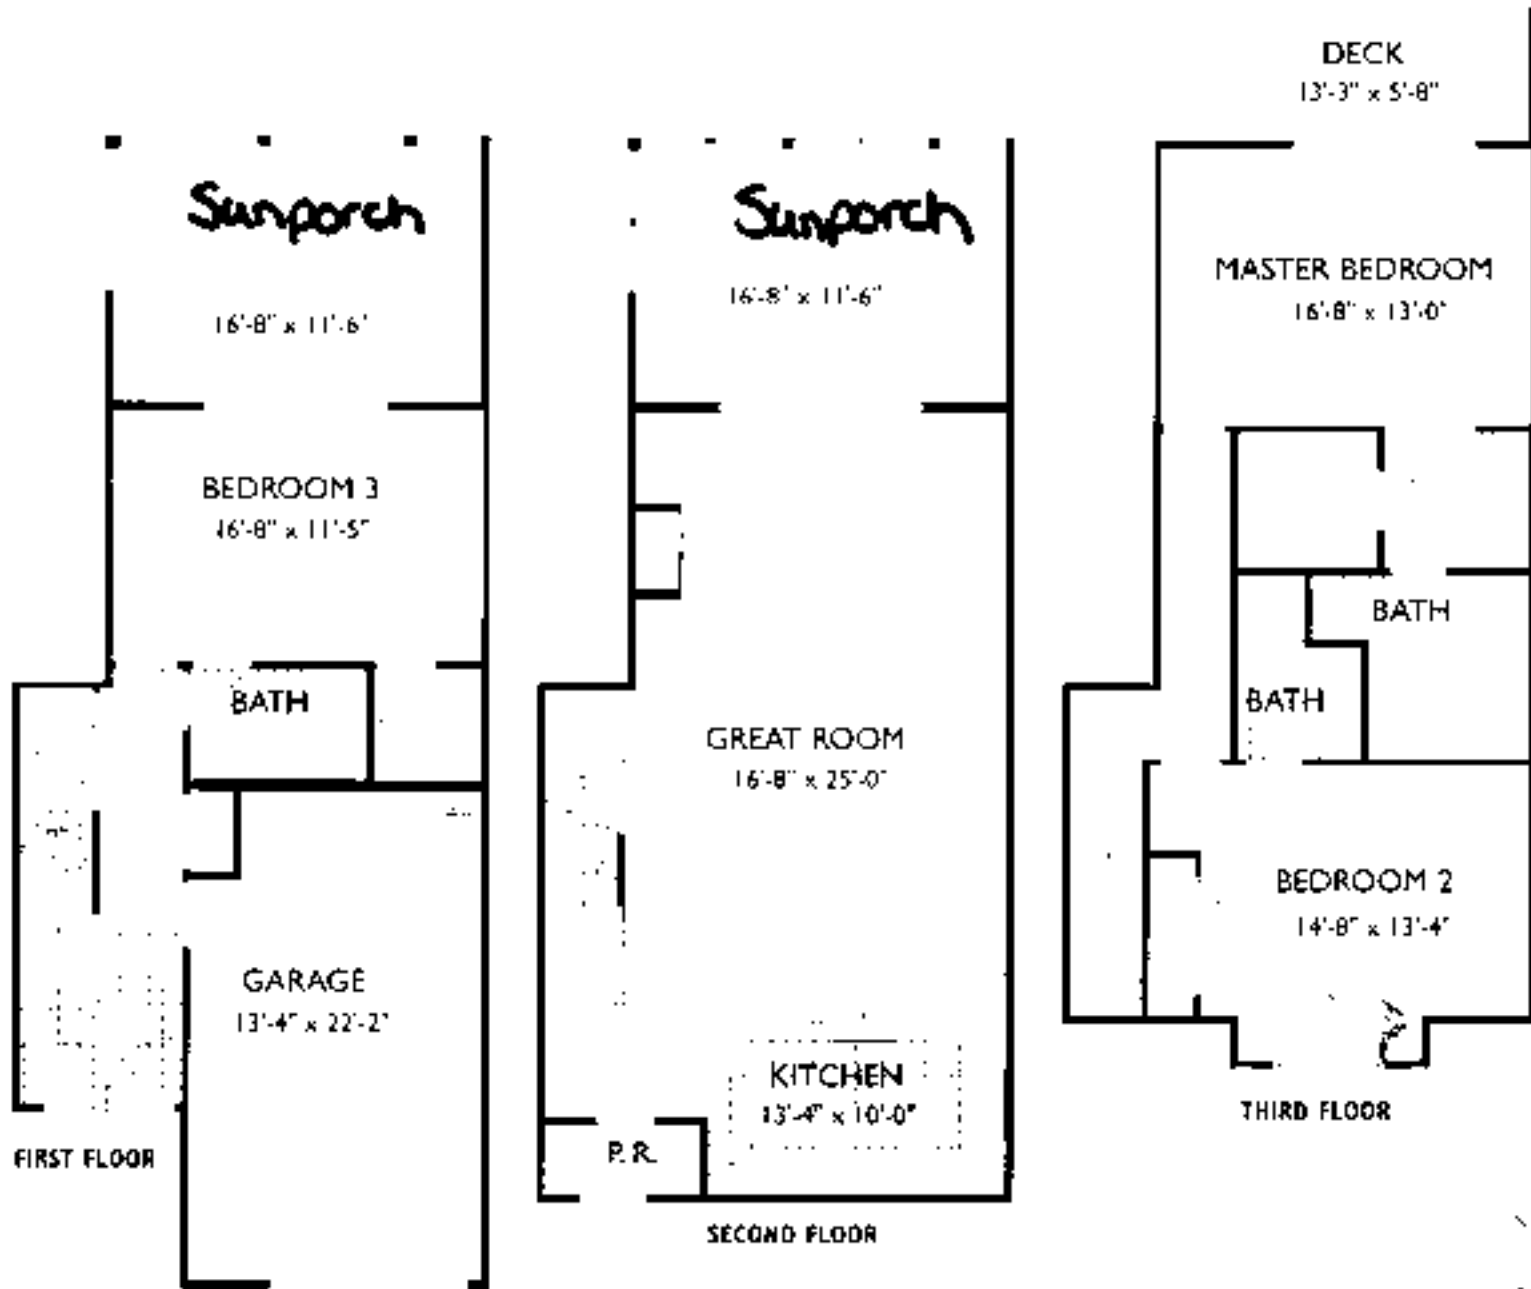 Sunporch
16'-8" x 11'-6"
BEDROOM 3
16'-8" x 11'-5"
BATH
GARAGE
13'-4" x 22'-2"
FIRST FLOOR
Sunporch
16'-8" x 11'-6"
GREAT ROOM
16'-8" x 25'-0"
KITCHEN
13'-4" x 10'-0"
P.R.
SECOND FLOOR
DECK
13'-3" x 5'-8"
MASTER BEDROOM
16'-8" x 13'-0"
BATH
BATH
BEDROOM 2
14'-8" x 13'-4"
THIRD FLOOR